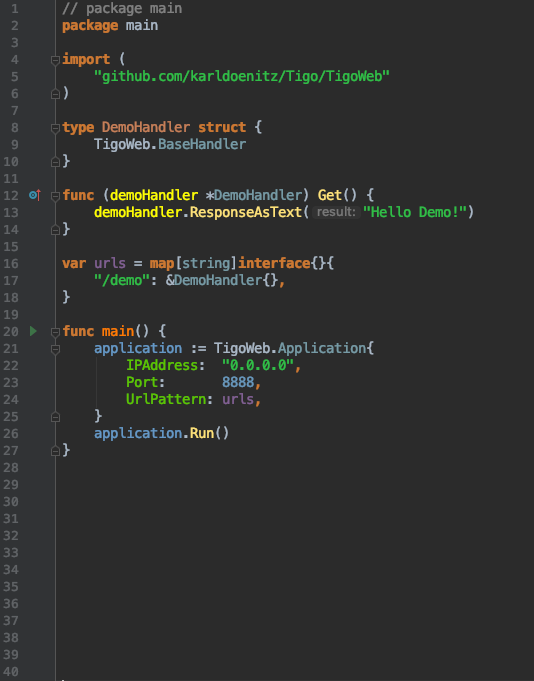 1 // package main
2 package main
3
4 import (
5     "github.com/karldoenitz/Tigo/TigoWeb"
6 )
7
8 type DemoHandler struct {
9     TigoWeb.BaseHandler
10 }
11
12 func (demoHandler *DemoHandler) Get() {
13     demoHandler.ResponseAsText( result: "Hello Demo!")
14 }
15
16 var urls = map[string]interface{}{
17     "/demo": &DemoHandler{},
18 }
19
20 func main() {
21     application := TigoWeb.Application{
22         IPAddress:  "0.0.0.0",
23         Port:       8888,
24         UrlPattern: urls,
25     }
26     application.Run()
27 }
28
29
30
31
32
33
34
35
36
37
38
39
40